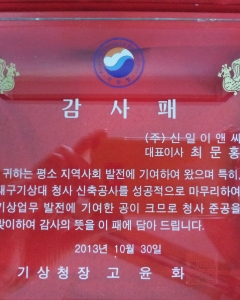 감 사 패
(주) 신일이앤씨
대표이사 최 문 홍
귀하는 평소 지역사회 발전에 기여하여 왔으며 특히,
대구기상대 청사 신축공사를 성공적으로 마무리하여
기상업무 발전에 기여한 공이 크므로 청사 준공을
맞이하여 감사의 뜻을 이 패에 담아 드립니다.
2013년 10월 30일
기상청장 고 윤 화